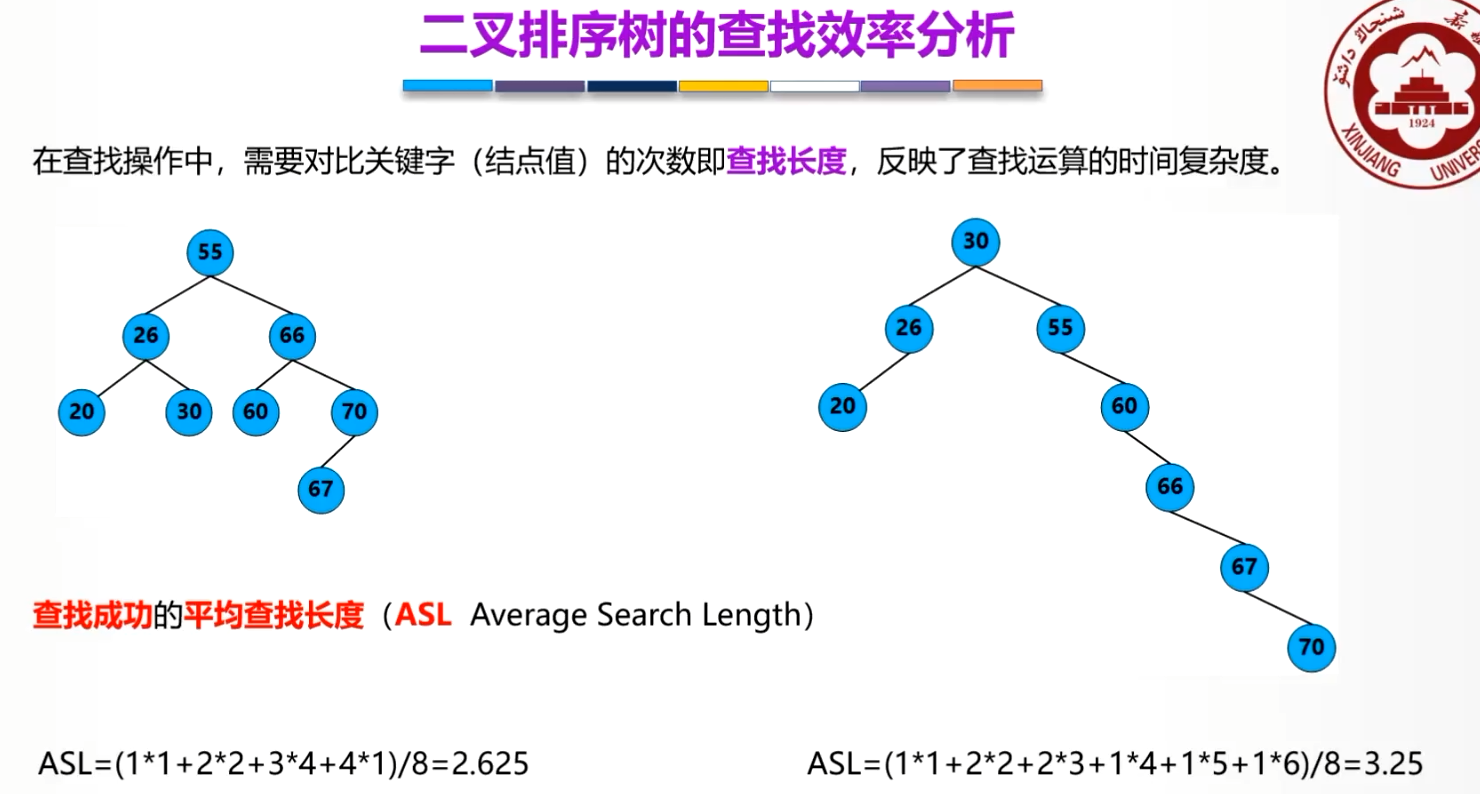 二叉排序树的查找效率分析
在查找操作中，需要对比关键字（结点值）的次数即查找长度，反映了查找运算的时间复杂度。
55
26 66
20 30 60 70
67
30
26 55
20 60
66
67
70
查找成功的平均查找长度（ASL Average Search Length）
ASL=(1*1+2*2+3*4+4*1)/8=2.625
ASL=(1*1+2*2+2*3+1*4+1*5+1*6)/8=3.25
1924
XINJIANG